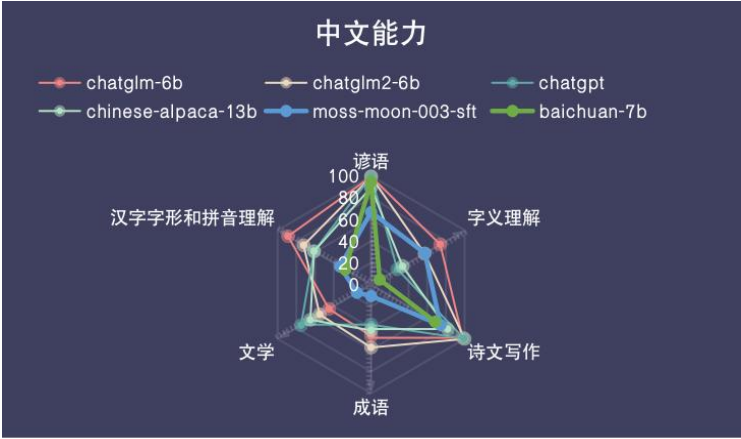 中文能力
chatglm-6b chatglm2-6b chatgpt
chinese-alpaca-13b moss-moon-003-sft baichuan-7b
谚语
100
80
60
40
20
0
汉字字形和拼音理解
字义理解
文学
诗文写作
成语